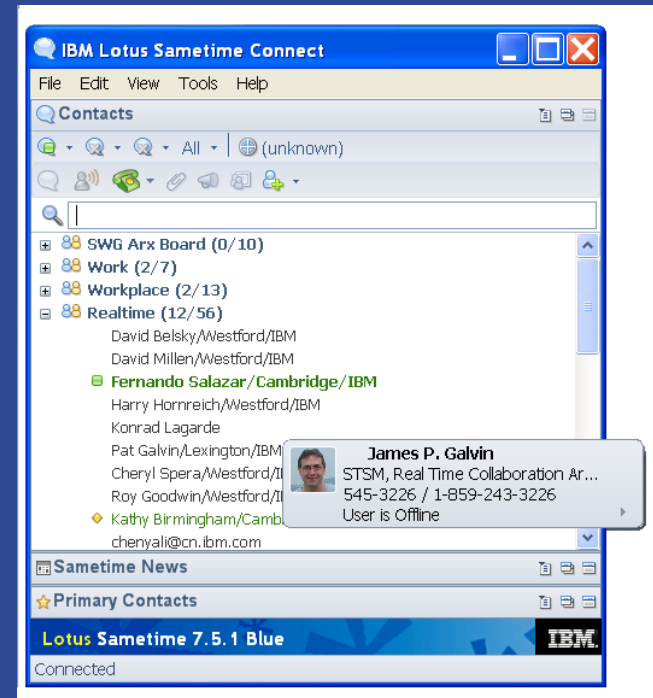 IBM Lotus Sametime Connect
File Edit View Tools Help
Contacts
All (unknown)
SWG Arx Board (0/10)
Work (2/7)
Workplace (2/13)
Realtime (12/56)
David Belsky/Westford/IBM
David Millen/Westford/IBM
Fernando Salazar/Cambridge/IBM
Harry Hornreich/Westford/IBM
Konrad Lagarde
Pat Galvin/Lexington/IBM
James P. Galvin
Cheryl Spera/Westford/I
STSM, Real Time Collaboration Ar...
Roy Goodwin/Westford/I
545-3226 / 1-859-243-3226
Kathy Birmingham/Camb
User is Offline
chenyali@cn.ibm.com
Sametime News
Primary Contacts
Lotus Sametime 7.5.1 Blue IBM.
Connected